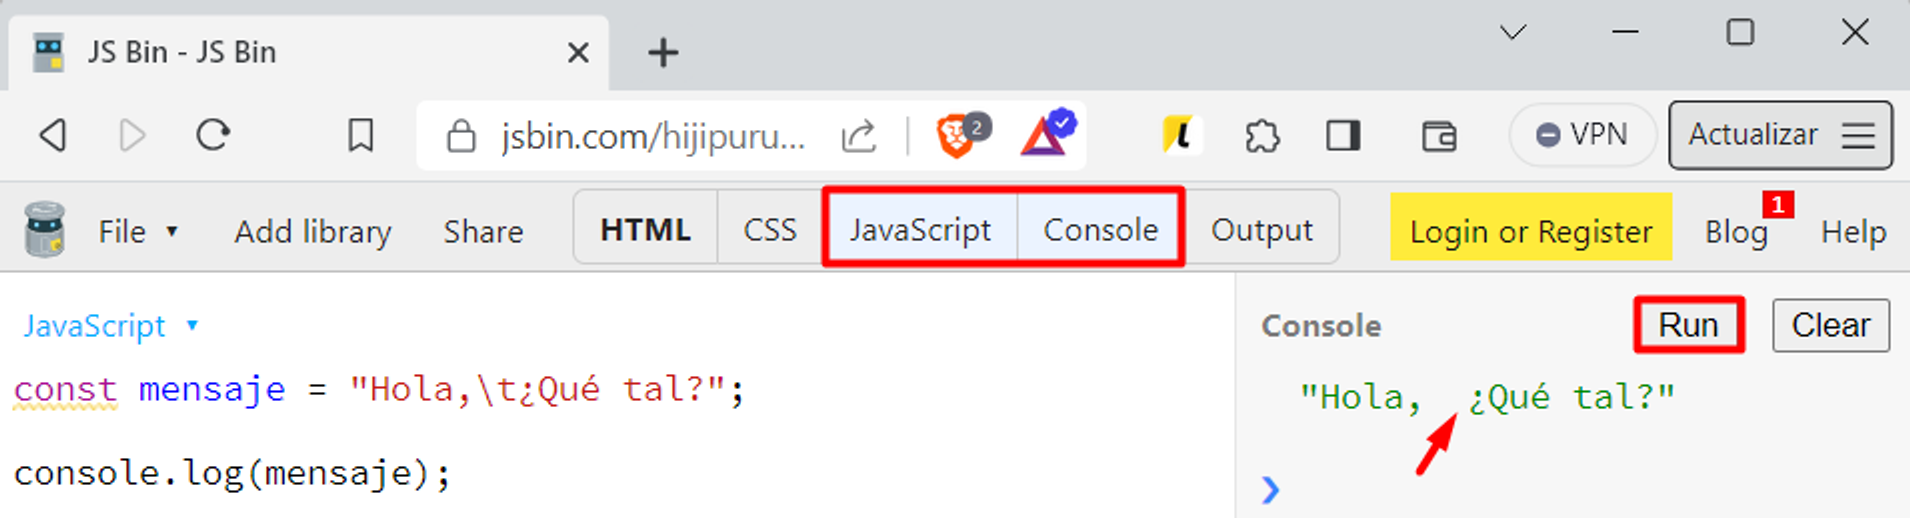 JS Bin - JS Bin
jsbin.com/hijipuru...
2
VPN
Actualizar
File
Add library
Share
HTML
CSS
JavaScript
Console
Output
Login or Register
Blog
1
Help
JavaScript
const mensaje = "Hola,\t¿Qué tal?";
console.log(mensaje);
Console
Run
Clear
"Hola,  ¿Qué tal?"